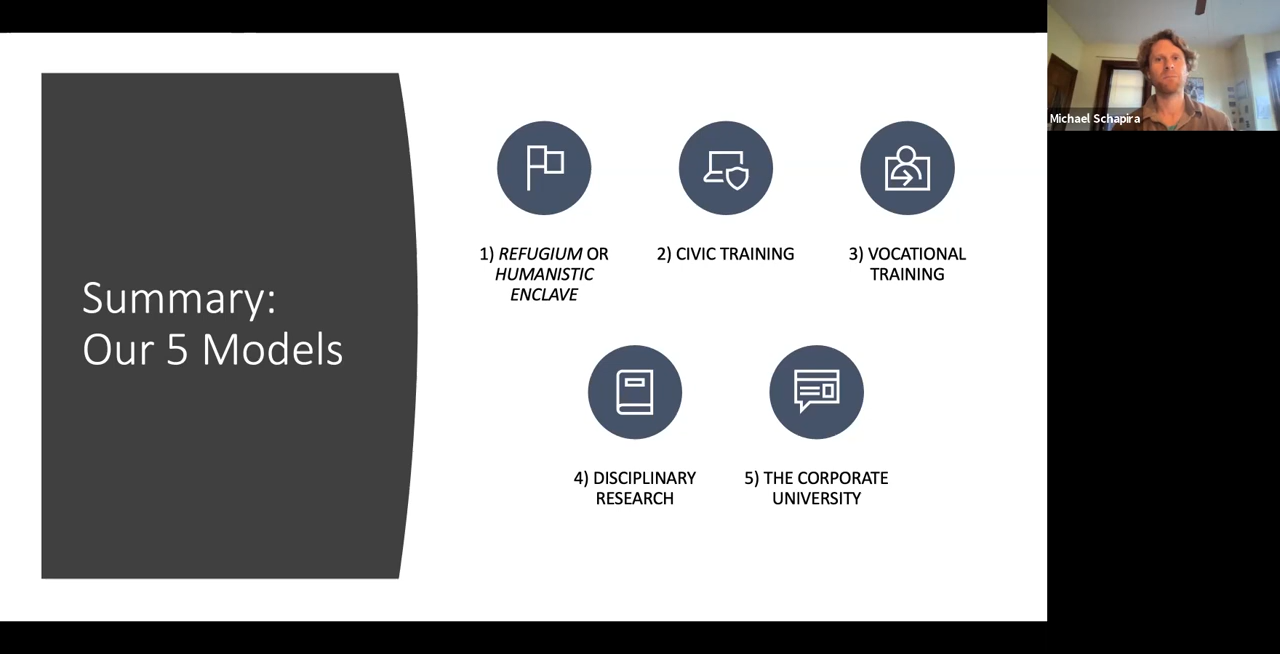 Summary:
Our 5 Models
1) REFUGIUM OR
HUMANISTIC
ENCLAVE
2) CIVIC TRAINING
3) VOCATIONAL
TRAINING
4) DISCIPLINARY
RESEARCH
5) THE CORPORATE
UNIVERSITY
Michael Schapira